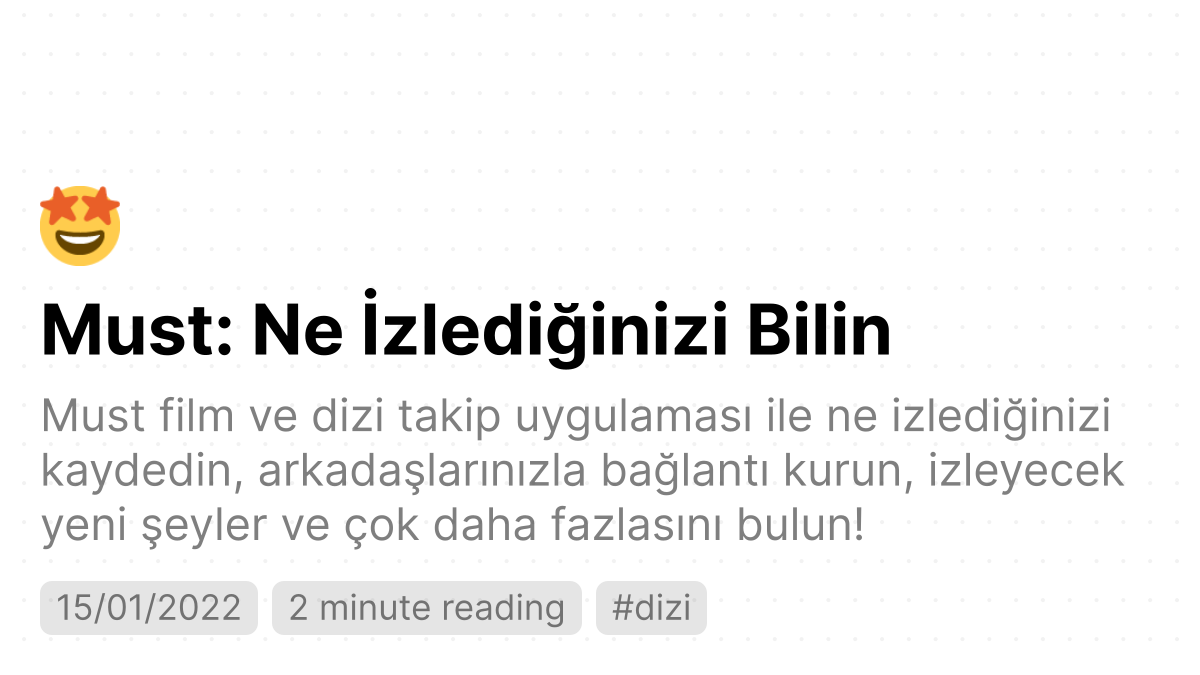 Must: Ne İzlediğinizi Bilin
Must film ve dizi takip uygulaması ile ne izlediğinizi
kaydedin, arkadaşlarınızla bağlantı kurun, izleyecek
yeni şeyler ve çok daha fazlasını bulun!
15/01/2022 2 minute reading #dizi